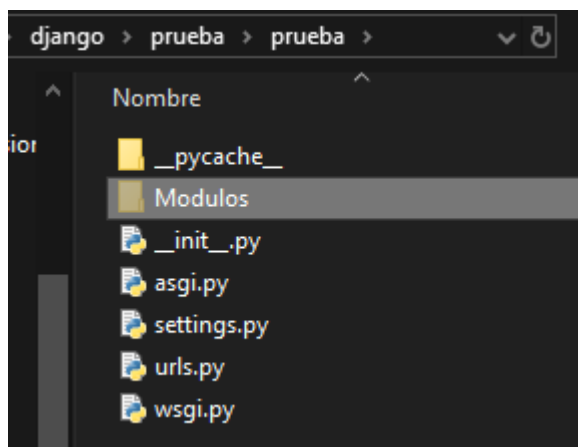 django > prueba > prueba >
Nombre
__pycache__
Modulos
__init__.py
asgi.py
settings.py
urls.py
wsgi.py